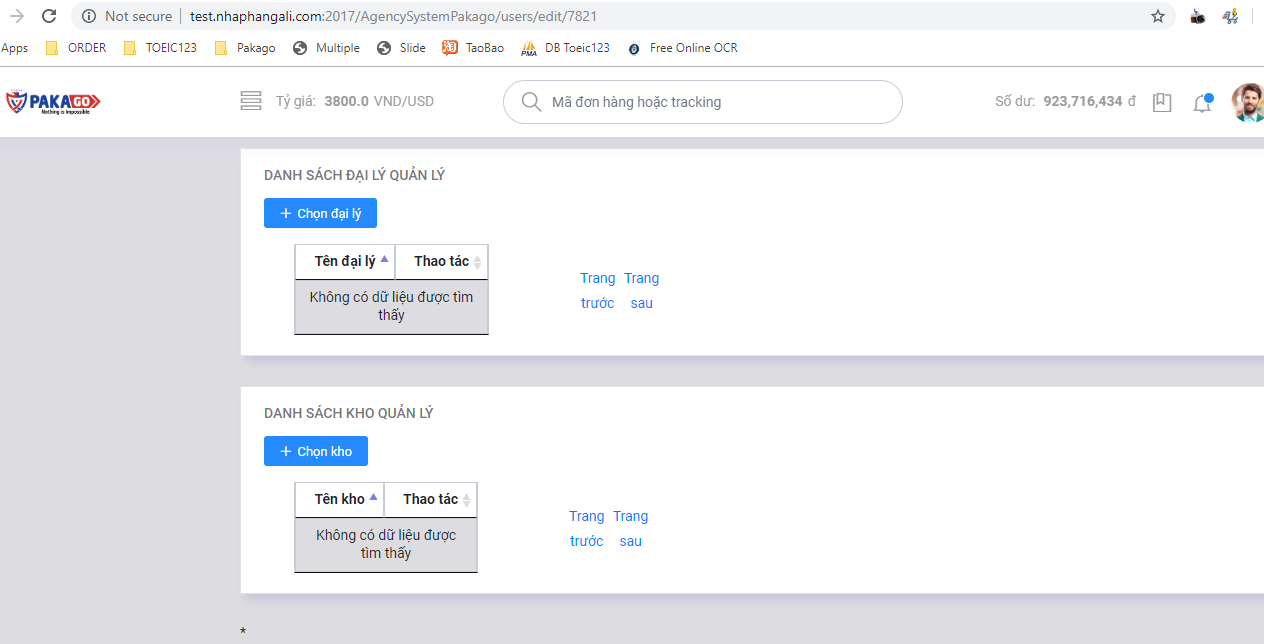 Not secure | test.nhaphangali.com:2017/AgencySystemPakago/users/edit/7821
Apps ORDER TOEIC123 Pakago Multiple Slide TaoBao DB Toeic123 Free Online OCR
PAKAGO Tỷ giá: 3800.0 VND/USD Mã đơn hàng hoặc tracking Số dư: 923,716,434 đ
Nothing is Impossible
DANH SÁCH ĐẠI LÝ QUẢN LÝ
+ Chọn đại lý
Tên đại lý Thao tác
Không có dữ liệu được tìm
thấy
Trang Trang
trước sau
DANH SÁCH KHO QUẢN LÝ
+ Chọn kho
Tên kho Thao tác
Không có dữ liệu được
tìm thấy
Trang Trang
trước sau
*